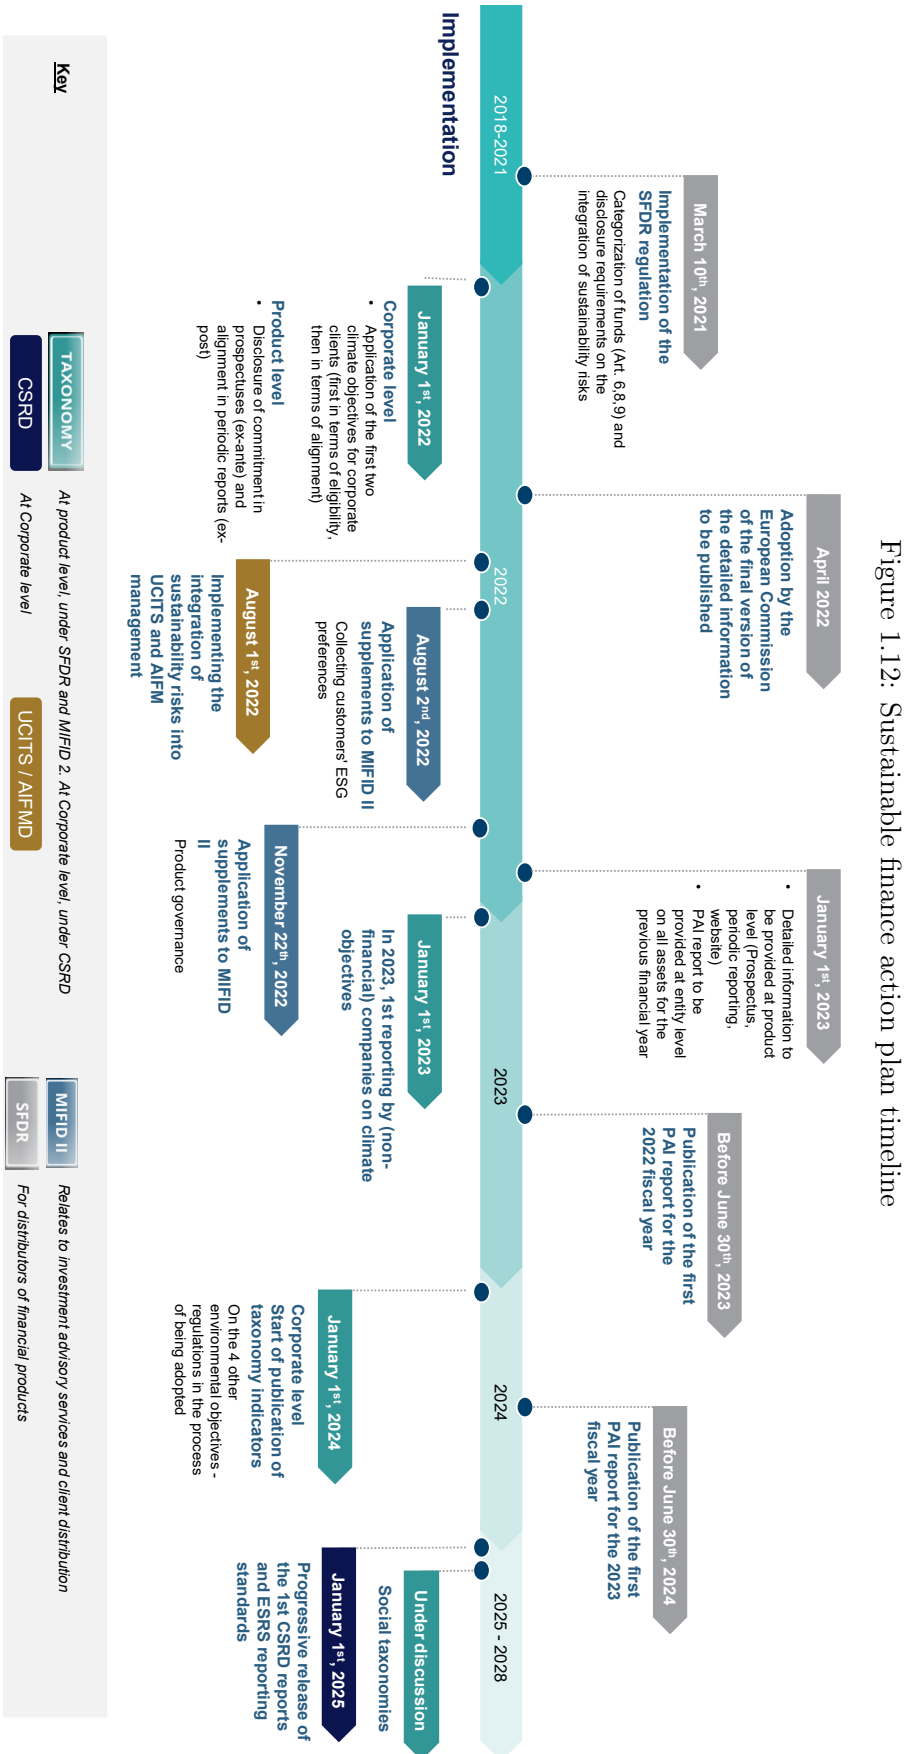 Figure 1.12: Sustainable finance action plan timeline
March 10th, 2021
Implementation of the
SFDR regulation
Categorization of funds (Art. 6,8,9) and
disclosure requirements on the
integration of sustainability risks
April 2022
Adoption by the
European Commission
of the final version of
the detailed information
to be published
January 1st, 2023
• Detailed information to
be provided at product
level (Prospectus,
periodic reporting,
website)
• PAI report to be
provided at entity level
on all assets for the
previous financial year
Before June 30th, 2023
Publication of the first
PAI report for the
2022 fiscal year
Before June 30th, 2024
Publication of the first
PAI report for the 2023
fiscal year
2018-2021
2022
2023
2024
2025 - 2028
Implementation
January 1st, 2022
Corporate level
• Application of the first two
climate objectives for corporate
clients (first in terms of eligibility,
then in terms of alignment)
Product level
• Disclosure of commitment in
prospectuses (ex-ante) and
alignment in periodic reports (ex-
post)
August 1st, 2022
Implementing the
integration of
sustainability risks into
UCITS and AIFM
management
August 2nd, 2022
Application of
supplements to MIFID II
Collecting customers' ESG
preferences
November 22th, 2022
Application of
supplements to MIFID
II
Product governance
January 1st, 2023
In 2023, 1st reporting by (non-
financial) companies on climate
objectives
January 1st, 2024
Corporate level
Start of publication of
taxonomy indicators
On the 4 other
environmental objectives -
regulations in the process
of being adopted
January 1st, 2025
Progressive release of
the 1st CSRD reports
and ESRS reporting
standards
Under discussion
Social taxonomies
Key
TAXONOMY
At product level, under SFDR and MIFID 2. At Corporate level, under CSRD
MIFID II
Relates to investment advisory services and client distribution
CSRD
At Corporate level
UCITS / AIFMD
SFDR
For distributors of financial products